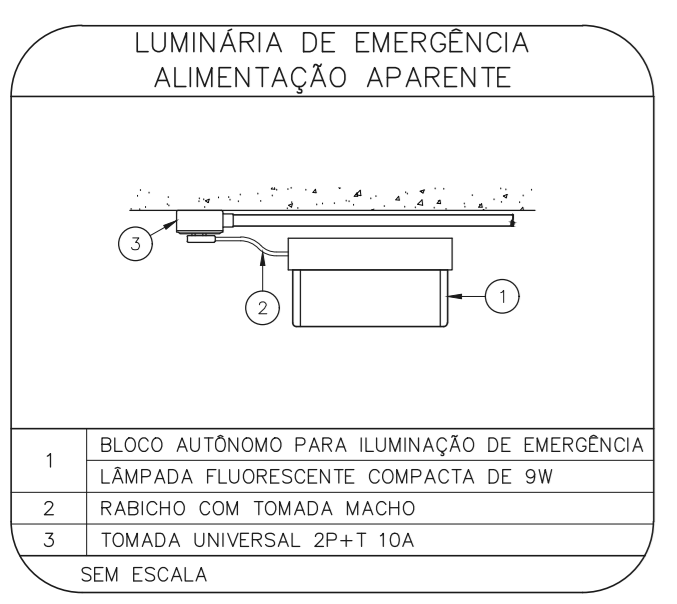 LUMINÁRIA DE EMERGÊNCIA
ALIMENTAÇÃO APARENTE
3
2
1
1
BLOCO AUTÔNOMO PARA ILUMINAÇÃO DE EMERGÊNCIA
LÂMPADA FLUORESCENTE COMPACTA DE 9W
2 RABICHO COM TOMADA MACHO
3 TOMADA UNIVERSAL 2P+T 10A
SEM ESCALA